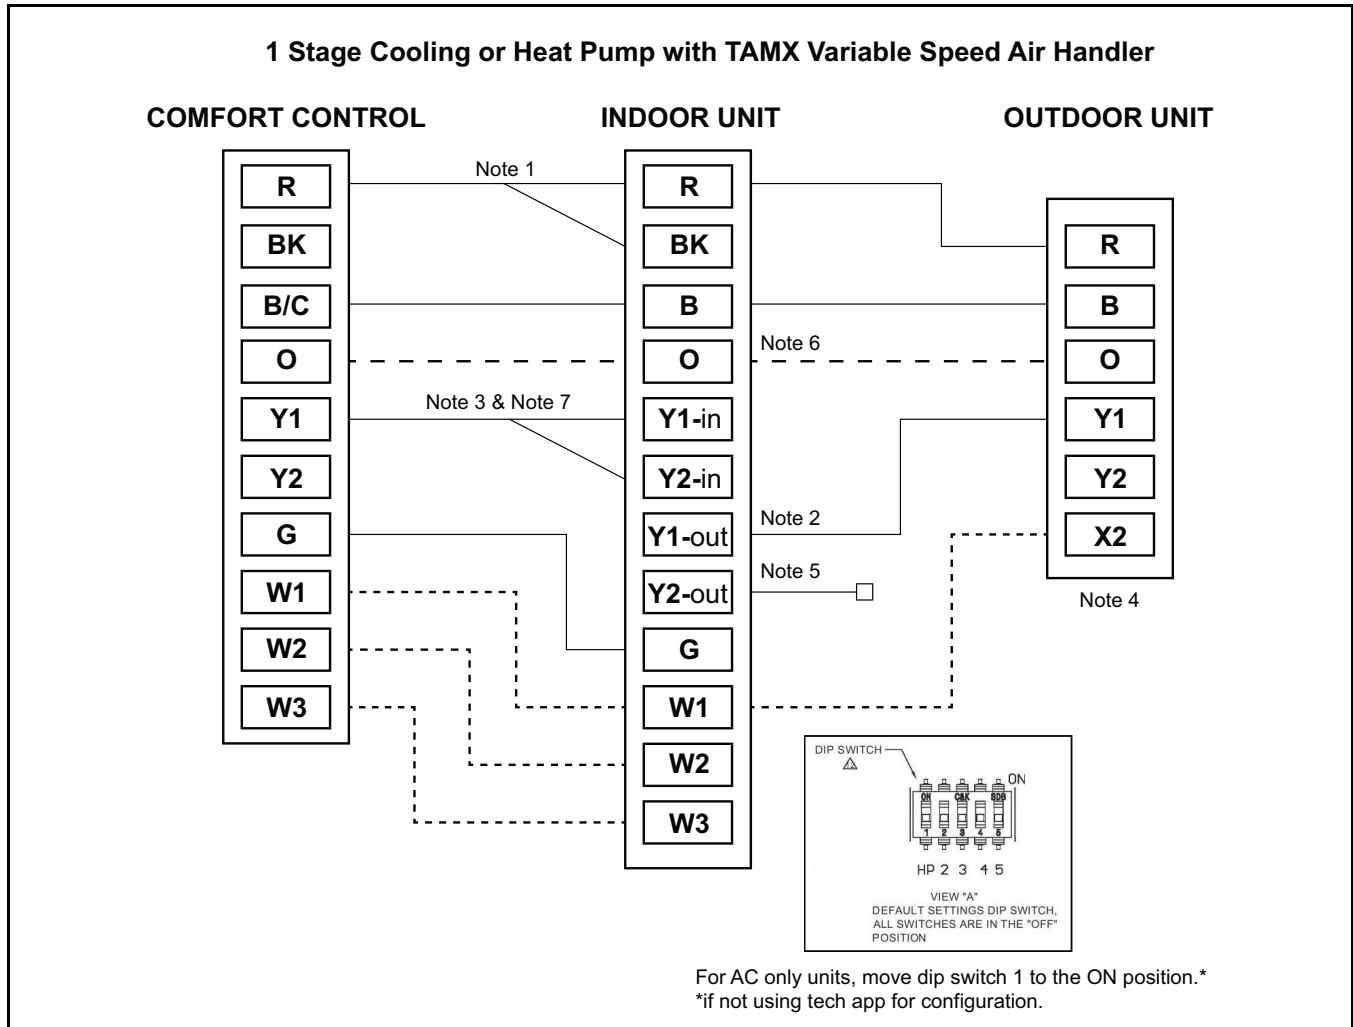 1 Stage Cooling or Heat Pump with TAMX Variable Speed Air Handler
COMFORT CONTROL
INDOOR UNIT
OUTDOOR UNIT
R
BK
B/C
O
Y1
Y2
G
W1
W2
W3
Note 1
Note 3 & Note 7
R
BK
B
O
Y1-in
Y2-in
Y1-out
Y2-out
G
W1
W2
W3
Note 6
Note 2
Note 5
R
B
O
Y1
Y2
X2
Note 4
DIP SWITCH
ON
ON C&K SDB
1 2 3 4 5
HP 2 3 4 5
VIEW "A"
DEFAULT SETTINGS DIP SWITCH,
ALL SWITCHES ARE IN THE "OFF"
POSITION
For AC only units, move dip switch 1 to the ON position.*
*if not using tech app for configuration.